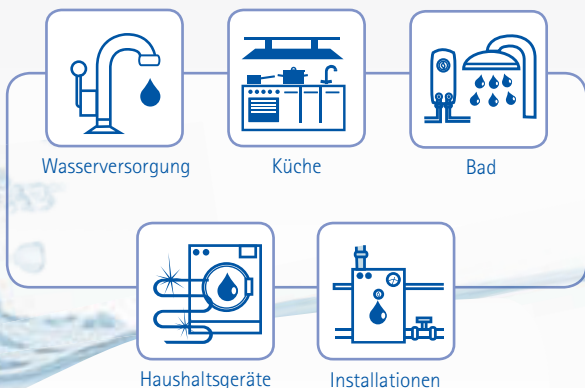 Wasserversorgung
Küche
Bad
Haushaltsgeräte
Installationen